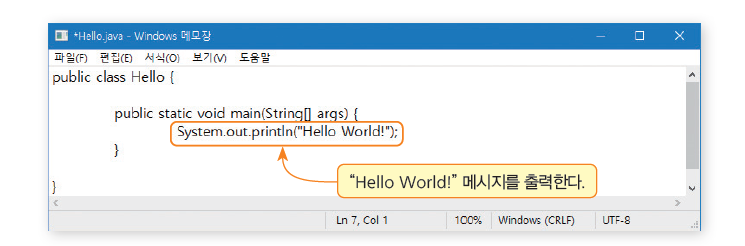 *Hello.java - Windows 메모장
파일(F) 편집(E) 서식(O) 보기(V) 도움말
public class Hello {
public static void main(String[] args) {
System.out.println("Hello World!");
}
“Hello World!” 메시지를 출력한다.
}
Ln 7, Col 1 100% Windows (CRLF) UTF-8